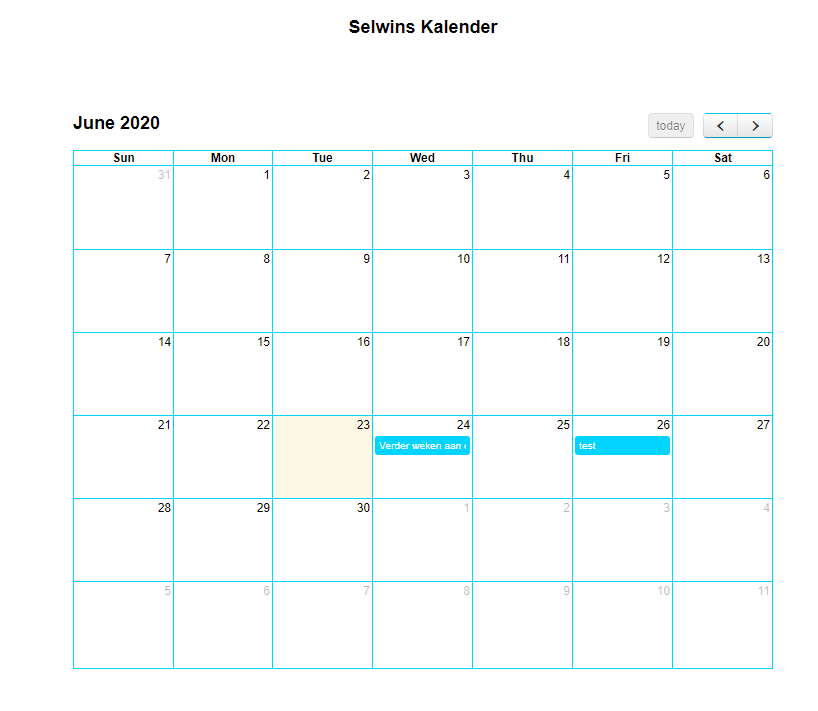 Selwins Kalender
June 2020
today
Sun Mon Tue Wed Thu Fri Sat
31 1 2 3 4 5 6
7 8 9 10 11 12 13
14 15 16 17 18 19 20
21 22 23 24 25 26 27
Verder weken aan test
28 29 30 1 2 3 4
5 6 7 8 9 10 11